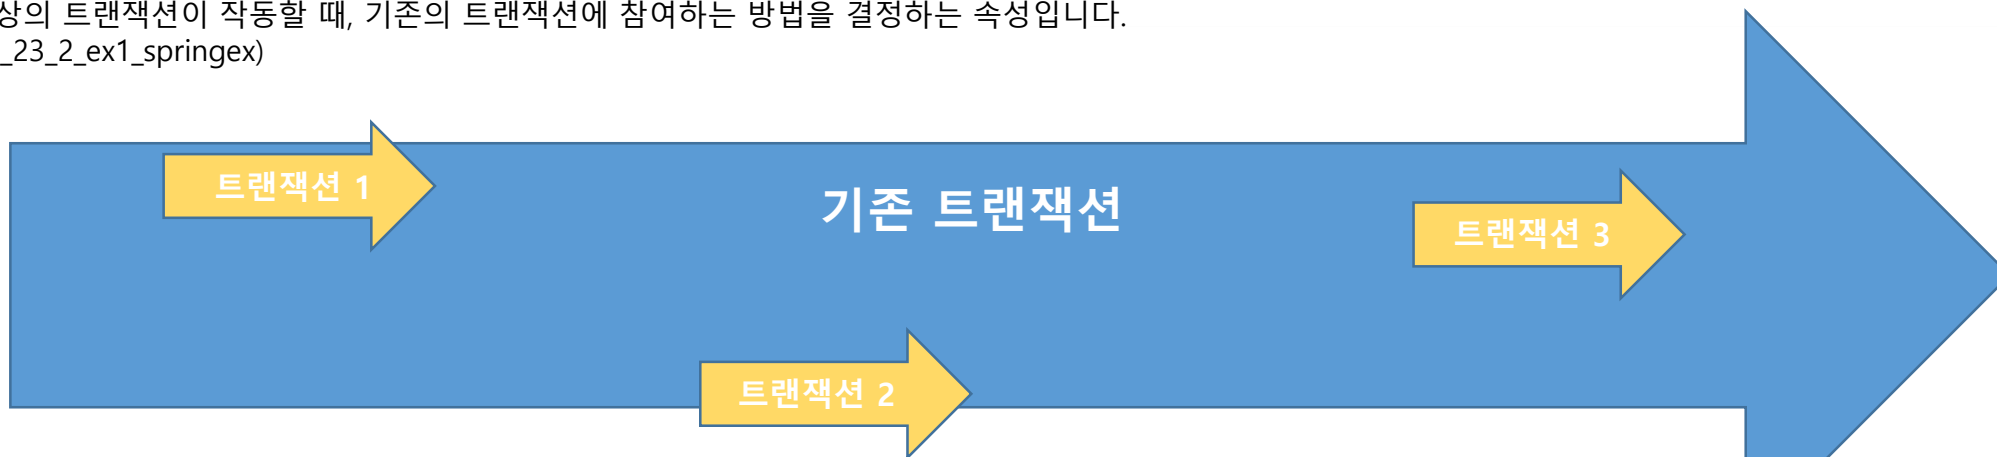 의 트랜잭션이 작동할 때, 기존의 트랜잭션에 참여하는 방법을 결정하는 속성입니다.
_23_2_ex1_springex)
트랜잭션 1
기존 트랜잭션
트랜잭션 3
트랜잭션 2